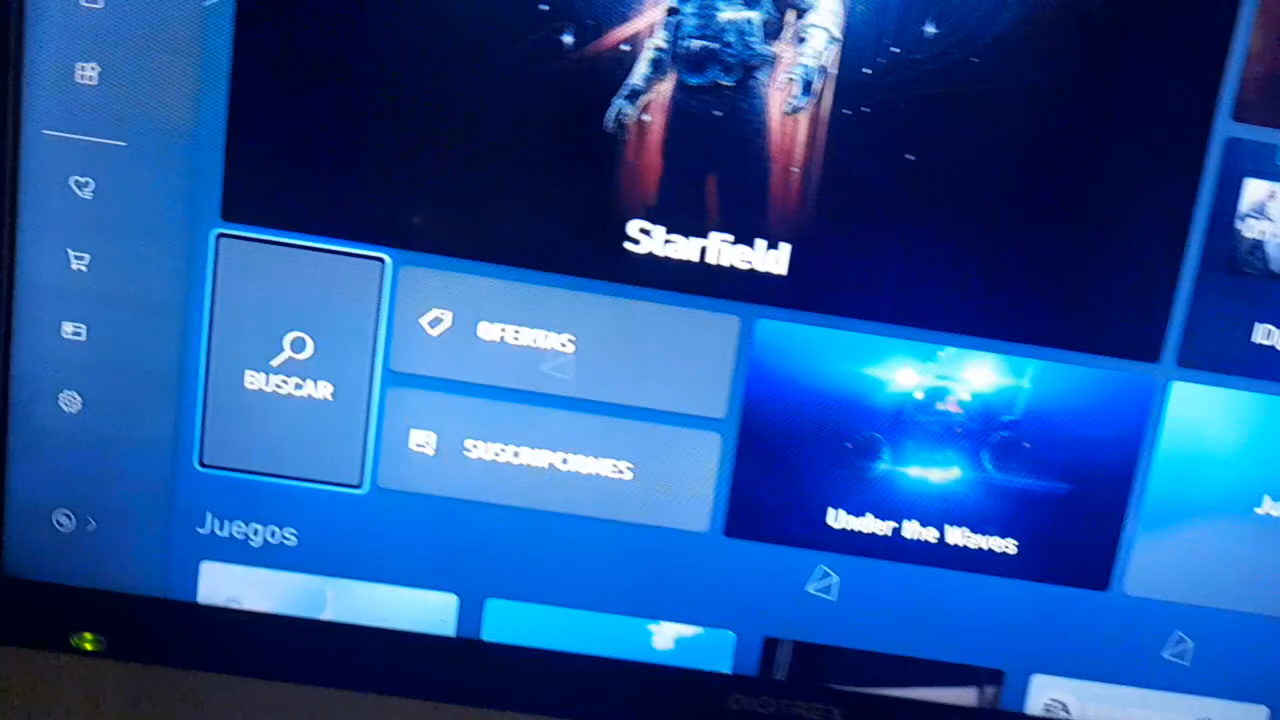 Starfield
BUSCAR
OFERTAS
SUSCRIPCIONES
Under the Waves
Juegos